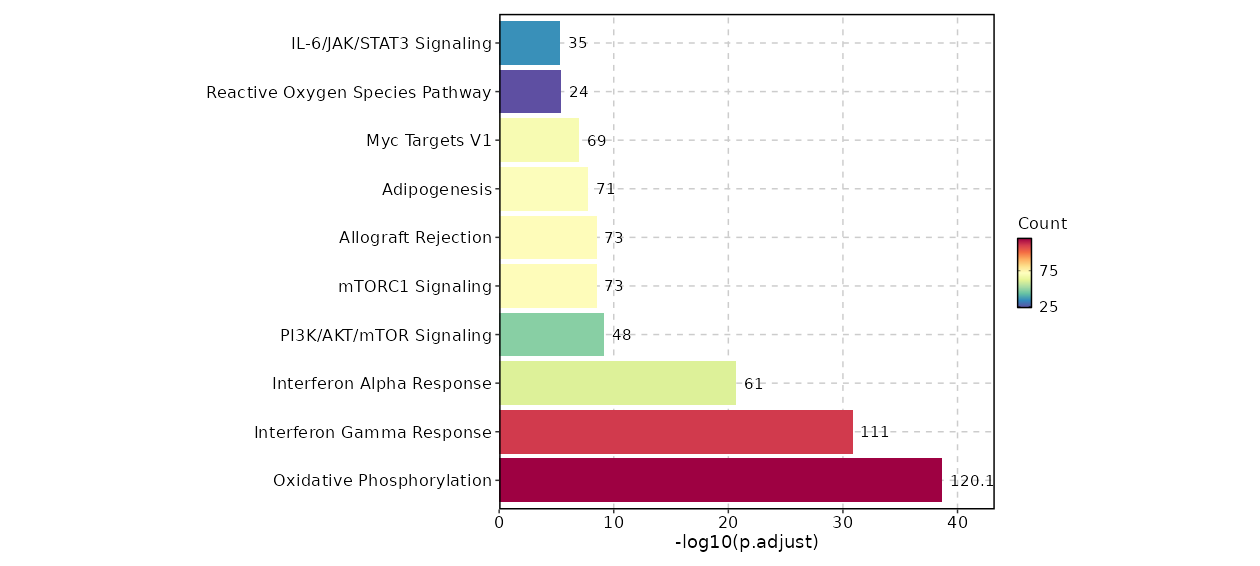 IL-6/JAK/STAT3 Signaling 35
Reactive Oxygen Species Pathway 24
Myc Targets V1 69
Adipogenesis 71
Allograft Rejection 73
mTORC1 Signaling 73
PI3K/AKT/mTOR Signaling 48
Interferon Alpha Response 61
Interferon Gamma Response 111
Oxidative Phosphorylation 120.1
0 10 20 30 40
-log10(p.adjust)
Count
75
25